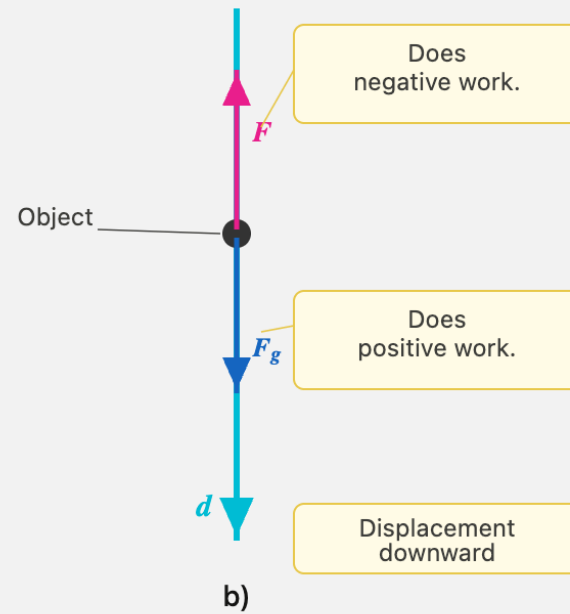 Does
negative work.
F
Object
Does
positive work.
Fg
d
Displacement
downward
b)